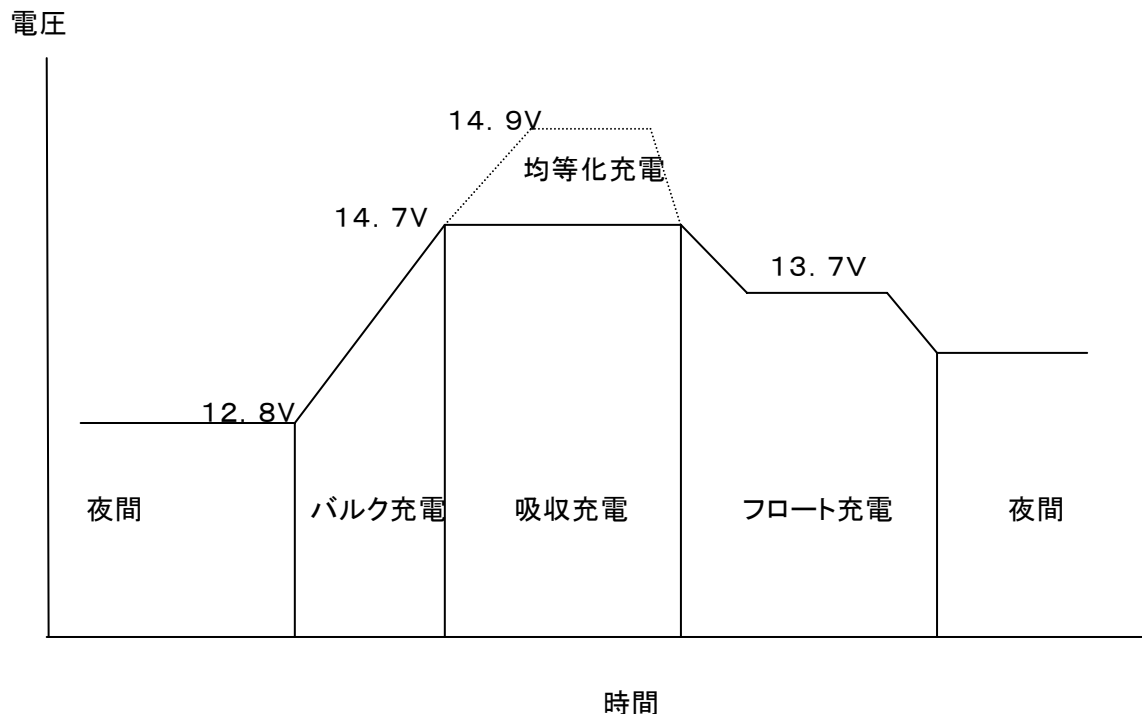 電圧
14. 9V
均等化充電
14. 7V
13. 7V
12. 8V
夜間
バルク充電
吸収充電
フロート充電
夜間
時間